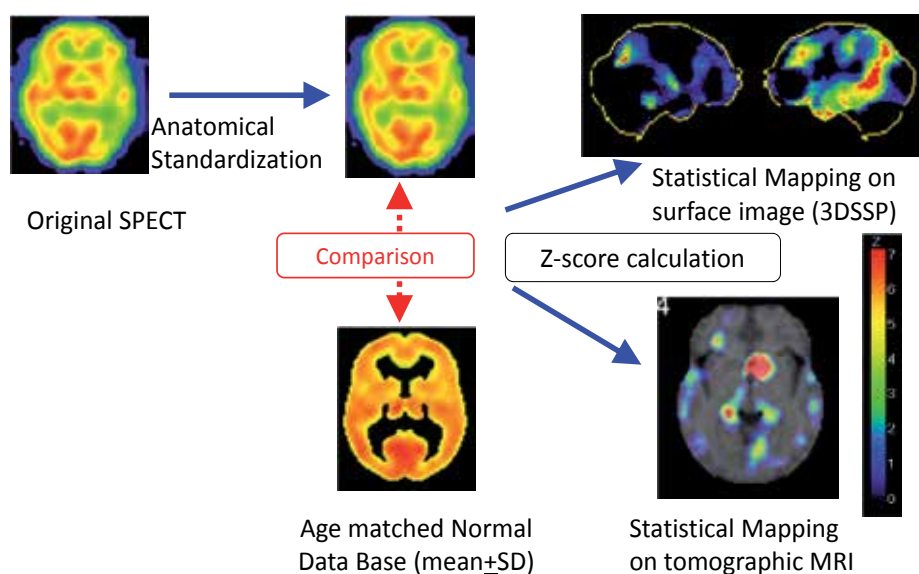 Anatomical
Standardization
Original SPECT
Statistical Mapping on
surface image (3DSSP)
Comparison
Z-score calculation
Z
7
6
5
4
3
2
1
0
4
Age matched Normal
Data Base (mean±SD)
Statistical Mapping
on tomographic MRI